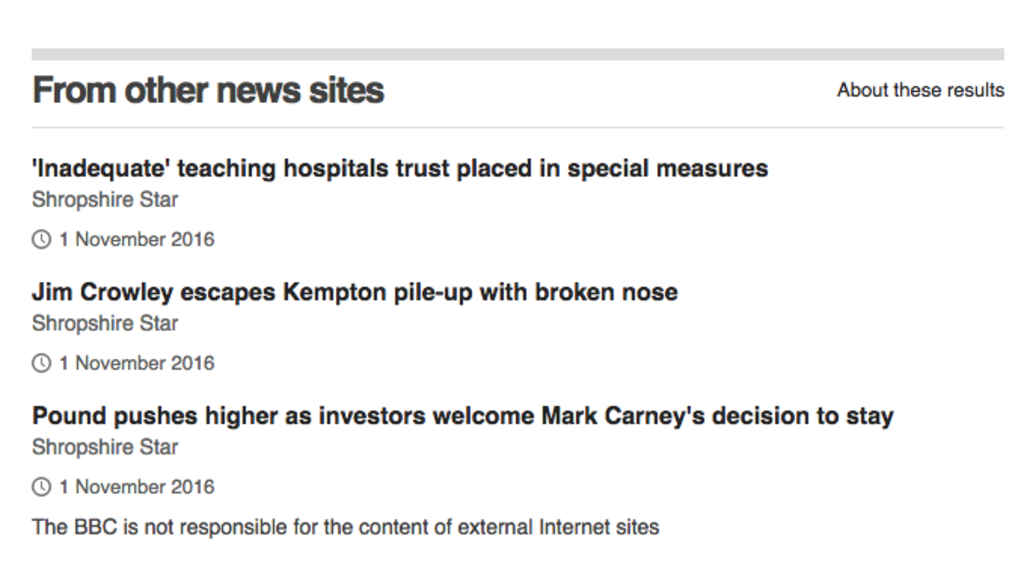 From other news sites
About these results
'Inadequate' teaching hospitals trust placed in special measures
Shropshire Star
1 November 2016
Jim Crowley escapes Kempton pile-up with broken nose
Shropshire Star
1 November 2016
Pound pushes higher as investors welcome Mark Carney's decision to stay
Shropshire Star
1 November 2016
The BBC is not responsible for the content of external Internet sites